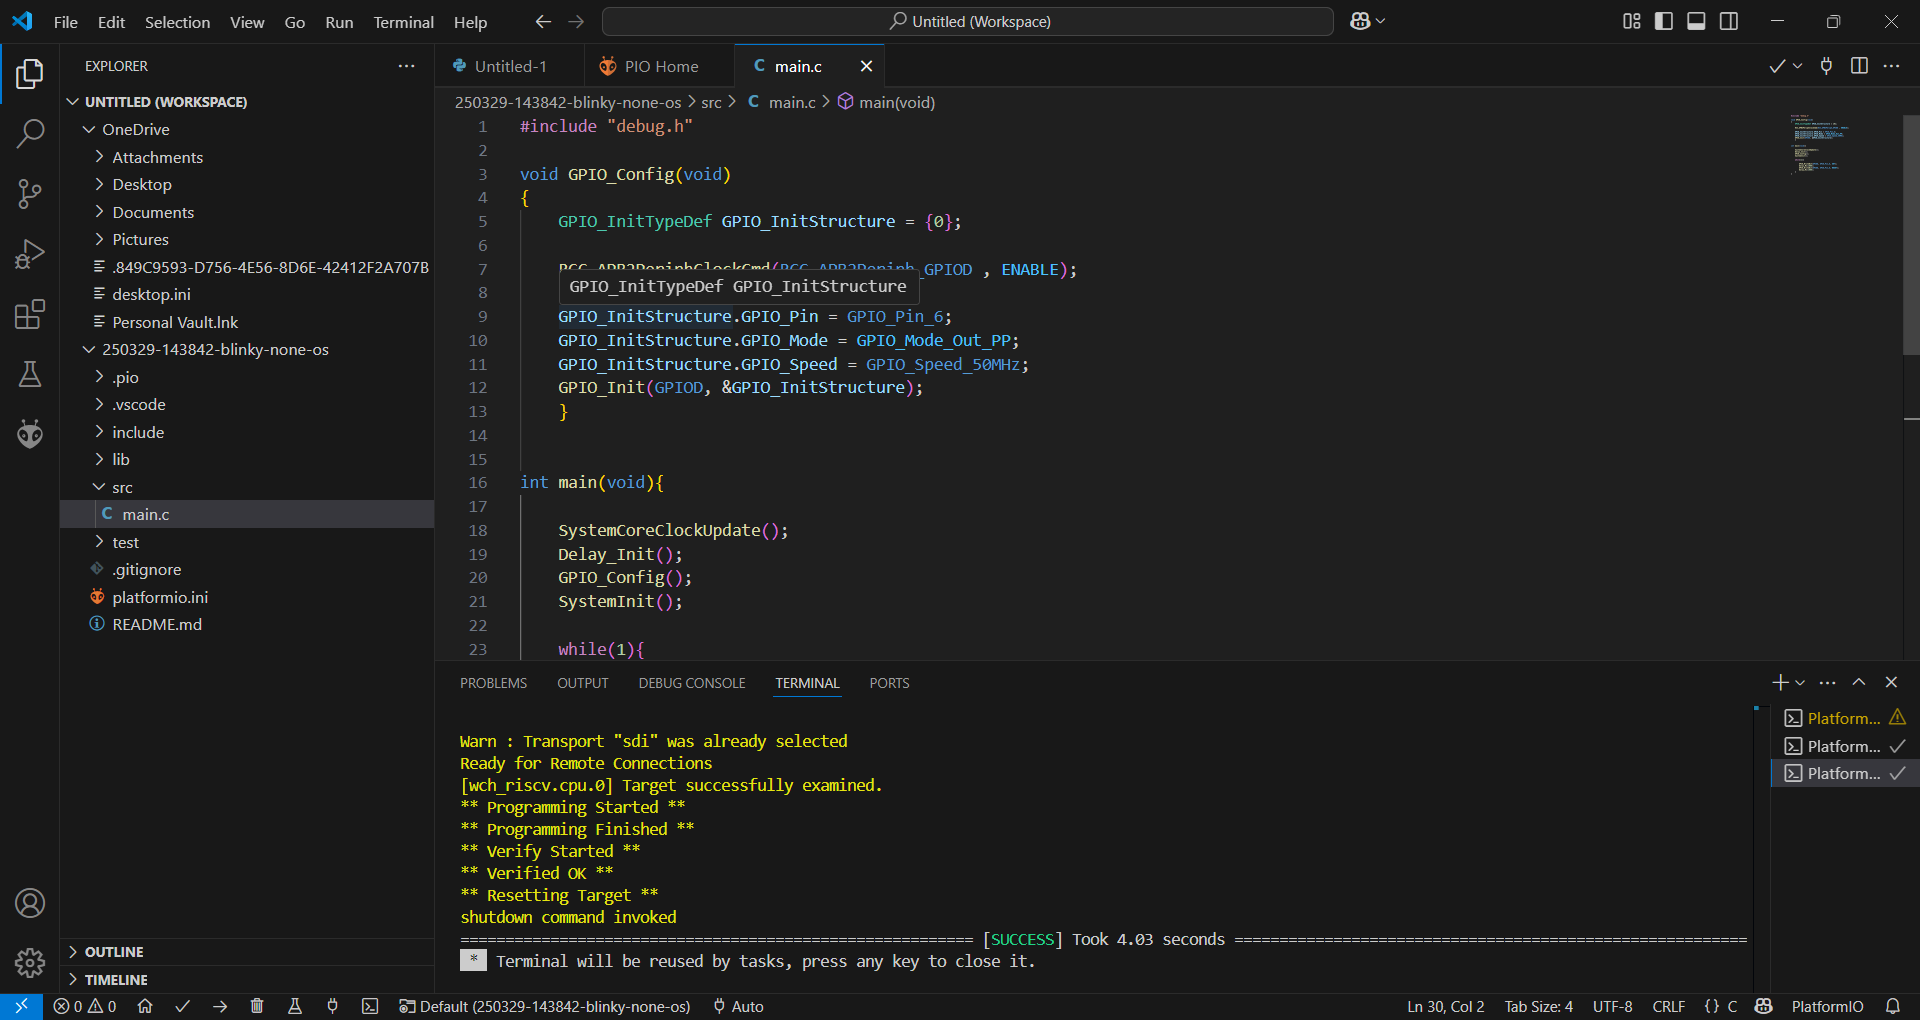 File Edit Selection View Go Run Terminal Help
Untitled (Workspace)
EXPLORER
UNTITLED (WORKSPACE)
OneDrive
Attachments
Desktop
Documents
Pictures
.849C9593-D756-4E56-8D6E-42412F2A707B
desktop.ini
Personal Vault.lnk
250329-143842-blinky-none-os
.pio
.vscode
include
lib
src
C main.c
test
.gitignore
platformio.ini
README.md
OUTLINE
TIMELINE
Untitled-1 PIO Home C main.c
250329-143842-blinky-none-os > src > C main.c > main(void)
1 #include "debug.h"
2
3 void GPIO_Config(void)
4 {
5 GPIO_InitTypeDef GPIO_InitStructure = {0};
6
7 RCC_APB2PeriphClockCmd(RCC_APB2Periph_GPIOD , ENABLE);
8 GPIO_InitTypeDef GPIO_InitStructure
9 GPIO_InitStructure.GPIO_Pin = GPIO_Pin_6;
10 GPIO_InitStructure.GPIO_Mode = GPIO_Mode_Out_PP;
11 GPIO_InitStructure.GPIO_Speed = GPIO_Speed_50MHz;
12 GPIO_Init(GPIOD, &GPIO_InitStructure);
13 }
14
15
16 int main(void){
17
18 SystemCoreClockUpdate();
19 Delay_Init();
20 GPIO_Config();
21 SystemInit();
22
23 while(1){
PROBLEMS OUTPUT DEBUG CONSOLE TERMINAL PORTS
Warn : Transport "sdi" was already selected
Ready for Remote Connections
[wch_riscv.cpu.0] Target successfully examined.
** Programming Started **
** Programming Finished **
** Verify Started **
** Verified OK **
** Resetting Target **
shutdown command invoked
========================================================= [SUCCESS] Took 4.03 seconds =========================================================
* Terminal will be reused by tasks, press any key to close it.
Platform...
Platform...
Platform...
0 0 Default (250329-143842-blinky-none-os) Auto Ln 30, Col 2 Tab Size: 4 UTF-8 CRLF {} C PlatformIO